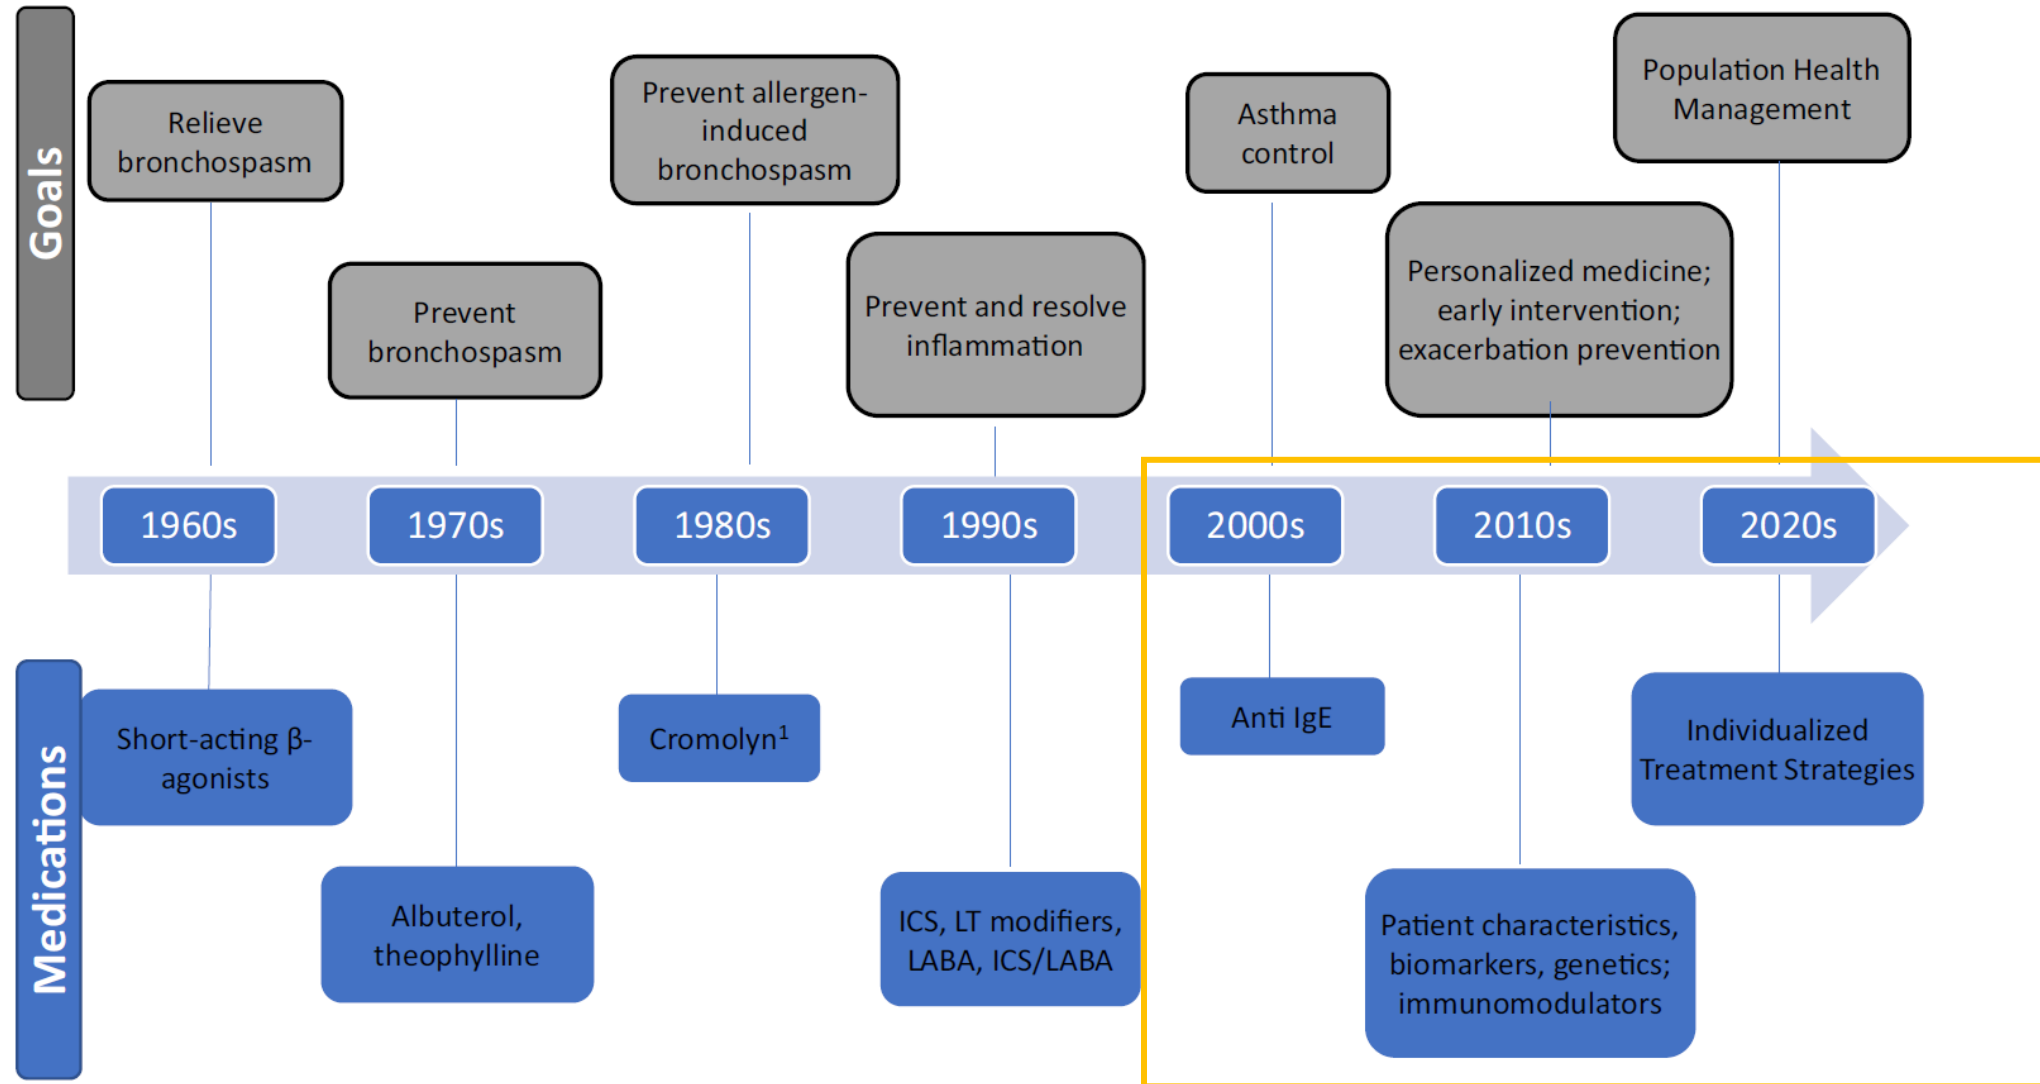 Goals
Relieve
bronchospasm
Prevent
bronchospasm
Prevent allergen-
induced
bronchospasm
Prevent and resolve
inflammation
Asthma
control
Personalized medicine;
early intervention;
exacerbation prevention
Population Health
Management
1960s
1970s
1980s
1990s
2000s
2010s
2020s
Medications
Short-acting β-
agonists
Albuterol,
theophylline
Cromolyn¹
ICS, LT modifiers,
LABA, ICS/LABA
Anti IgE
Patient characteristics,
biomarkers, genetics;
immunomodulators
Individualized
Treatment Strategies